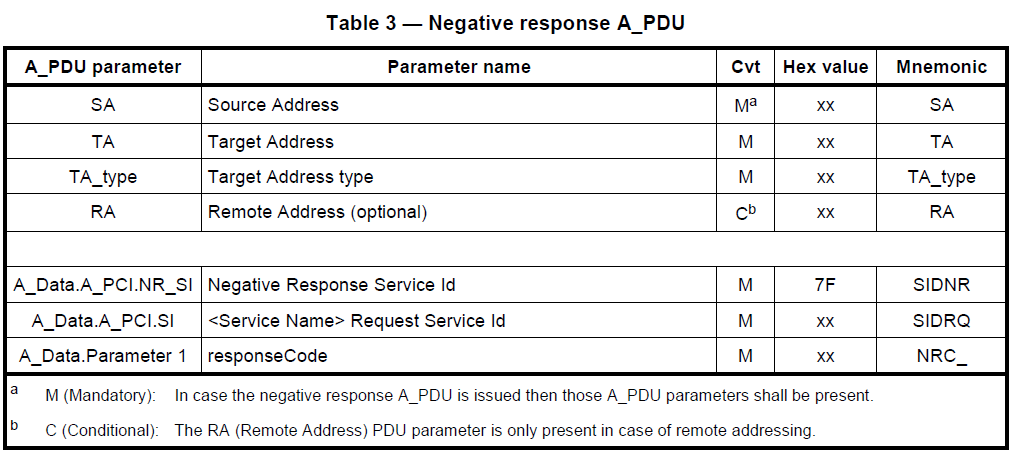 Table 3 — Negative response A_PDU
A_PDU parameter Parameter name Cvt Hex value Mnemonic
SA Source Address Mᵃ xx SA
TA Target Address M xx TA
TA_type Target Address type M xx TA_type
RA Remote Address (optional) Cᵇ xx RA
A_Data.A_PCI.NR_SI Negative Response Service Id M 7F SIDNR
A_Data.A_PCI.SI <Service Name> Request Service Id M xx SIDRQ
A_Data.Parameter 1 responseCode M xx NRC_
a M (Mandatory): In case the negative response A_PDU is issued then those A_PDU parameters shall be present.
b C (Conditional): The RA (Remote Address) PDU parameter is only present in case of remote addressing.